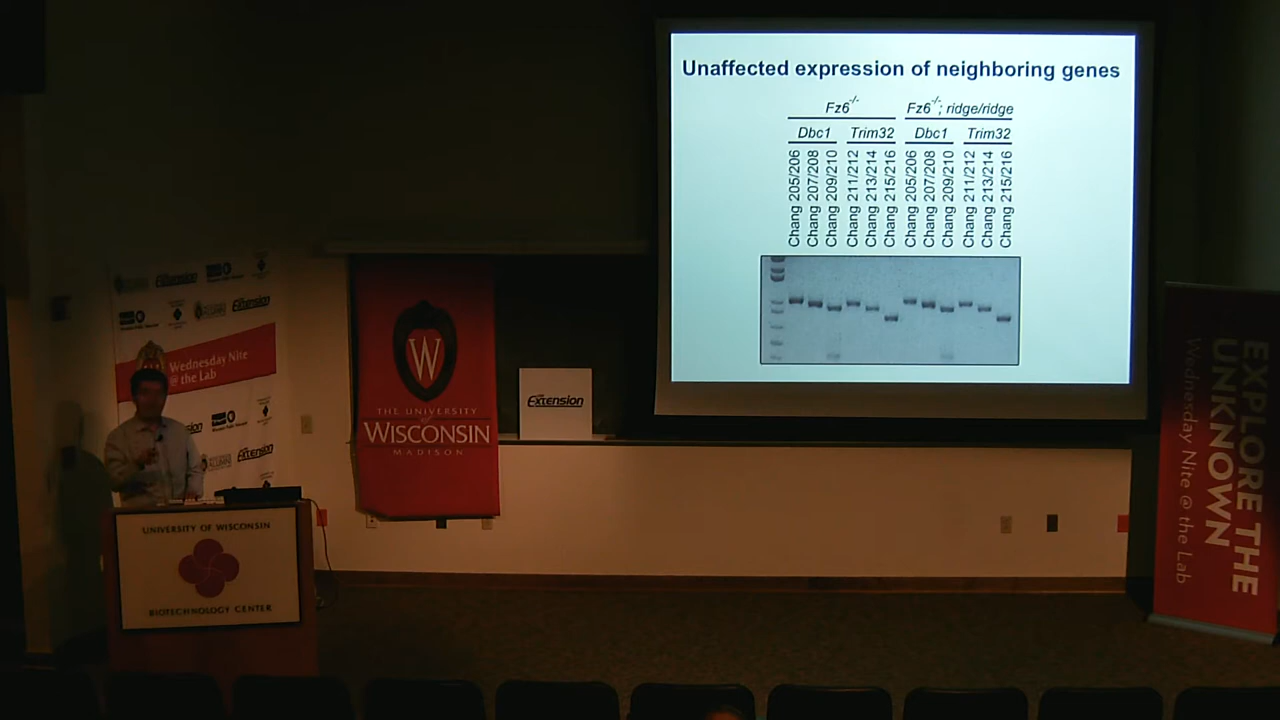 Unaffected expression of neighboring genes
Fz6-/-
Fz6-/-; ridge/ridge
Dbc1
Trim32
Dbc1
Trim32
Chang 205/206
Chang 207/208
Chang 209/210
Chang 211/212
Chang 213/214
Chang 215/216
Chang 205/206
Chang 207/208
Chang 209/210
Chang 211/212
Chang 213/214
Chang 215/216
Extension
Extension
Wednesday Nite
@ the Lab
Extension
W
THE UNIVERSITY
of
WISCONSIN
MADISON
Extension
UNIVERSITY OF WISCONSIN
BIOTECHNOLOGY CENTER
EXPLORE THE
UNKNOWN
Wednesday Nite @ the Lab